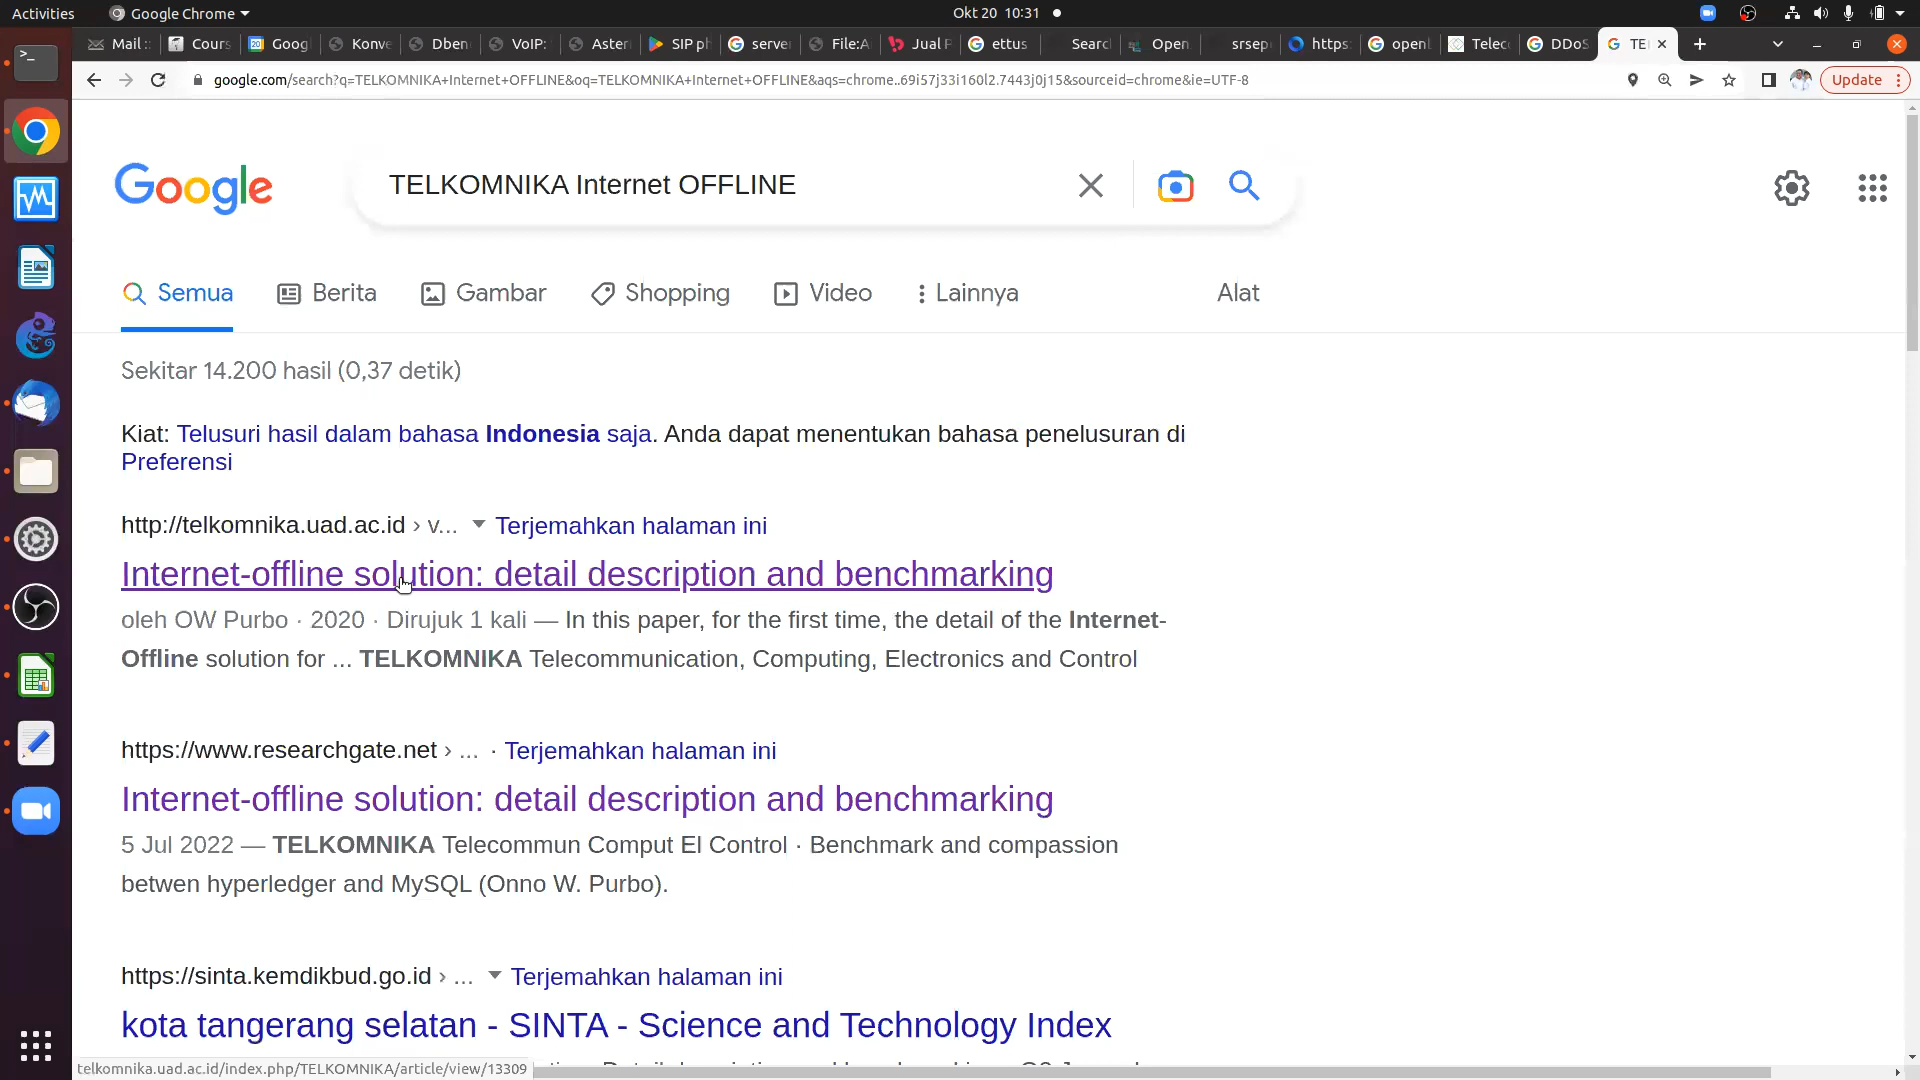 Activities
Google Chrome
Okt 20 10:31
Mail :
Cours
20
Goog
Konve
Dben
VoIP:
Aster
SIP ph
serve
File:A
Jual P
ettus
Searc
Open
srsep
https:
openl
Telec
DDoS
TE
google.com/search?q=TELKOMNIKA+Internet+OFFLINE&oq=TELKOMNIKA+Internet+OFFLINE&aqs=chrome..69i57j33i160l2.7443j0j15&sourceid=chrome&ie=UTF-8
Update
Google
TELKOMNIKA Internet OFFLINE
Semua
Berita
Gambar
Shopping
Video
Lainnya
Alat
Sekitar 14.200 hasil (0,37 detik)
Kiat: Telusuri hasil dalam bahasa Indonesia saja. Anda dapat menentukan bahasa penelusuran di
Preferensi
http://telkomnika.uad.ac.id › v... Terjemahkan halaman ini
Internet-offline solution: detail description and benchmarking
oleh OW Purbo · 2020 · Dirujuk 1 kali — In this paper, for the first time, the detail of the Internet-
Offline solution for ... TELKOMNIKA Telecommunication, Computing, Electronics and Control
https://www.researchgate.net › ... · Terjemahkan halaman ini
Internet-offline solution: detail description and benchmarking
5 Jul 2022 — TELKOMNIKA Telecommun Comput El Control · Benchmark and compassion
betwen hyperledger and MySQL (Onno W. Purbo).
https://sinta.kemdikbud.go.id › ... Terjemahkan halaman ini
kota tangerang selatan - SINTA - Science and Technology Index
telkomnika.uad.ac.id/index.php/TELKOMNIKA/article/view/13309